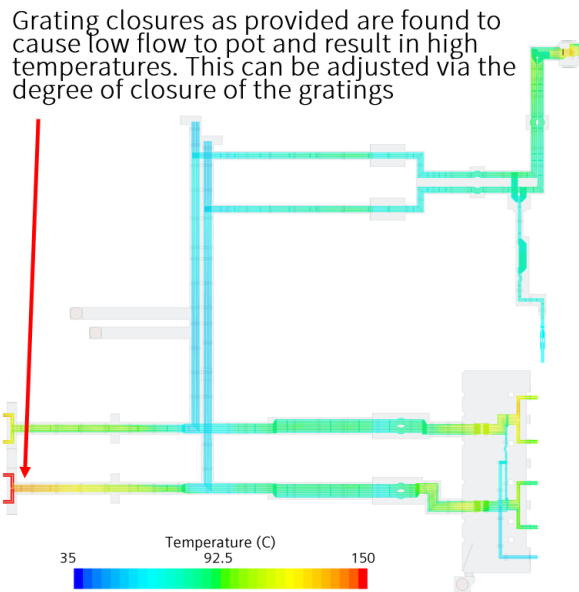 Grating closures as provided are found to
cause low flow to pot and result in high
temperatures. This can be adjusted via the
degree of closure of the gratings
Temperature (C)
35 92.5 150